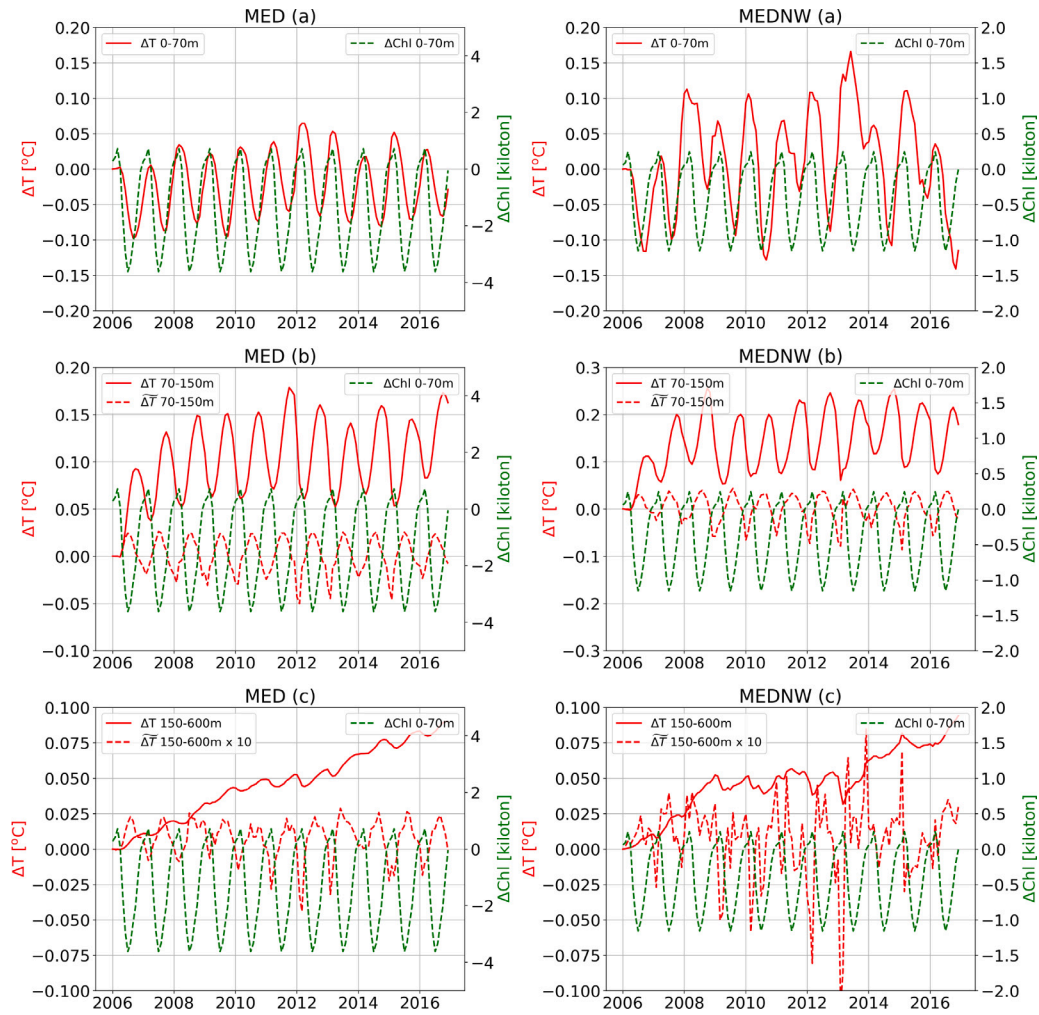 MED (a)
ΔT 0-70m
ΔChl 0-70m
0.20
0.15
0.10
0.05
0.00
−0.05
−0.10
−0.15
−0.20
ΔT [°C]
4
2
0
−2
−4
ΔChl [kiloton]
2006 2008 2010 2012 2014 2016
MEDNW (a)
ΔT 0-70m
ΔChl 0-70m
0.20
0.15
0.10
0.05
0.00
−0.05
−0.10
−0.15
−0.20
ΔT [°C]
2.0
1.5
1.0
0.5
0.0
−0.5
−1.0
−1.5
−2.0
ΔChl [kiloton]
2006 2008 2010 2012 2014 2016
MED (b)
ΔT 70-150m
ΔChl 0-70m
Δ͠T 70-150m
0.20
0.15
0.10
0.05
0.00
−0.05
−0.10
ΔT [°C]
4
2
0
−2
−4
ΔChl [kiloton]
2006 2008 2010 2012 2014 2016
MEDNW (b)
ΔT 70-150m
ΔChl 0-70m
Δ͠T 70-150m
0.3
0.2
0.1
0.0
−0.1
−0.2
−0.3
ΔT [°C]
2.0
1.5
1.0
0.5
0.0
−0.5
−1.0
−1.5
−2.0
ΔChl [kiloton]
2006 2008 2010 2012 2014 2016
MED (c)
ΔT 150-600m
ΔChl 0-70m
Δ͠T 150-600m x 10
0.100
0.075
0.050
0.025
0.000
−0.025
−0.050
−0.075
−0.100
ΔT [°C]
4
2
0
−2
−4
ΔChl [kiloton]
2006 2008 2010 2012 2014 2016
MEDNW (c)
ΔT 150-600m
ΔChl 0-70m
Δ͠T 150-600m x 10
0.100
0.075
0.050
0.025
0.000
−0.025
−0.050
−0.075
−0.100
ΔT [°C]
2.0
1.5
1.0
0.5
0.0
−0.5
−1.0
−1.5
−2.0
ΔChl [kiloton]
2006 2008 2010 2012 2014 2016